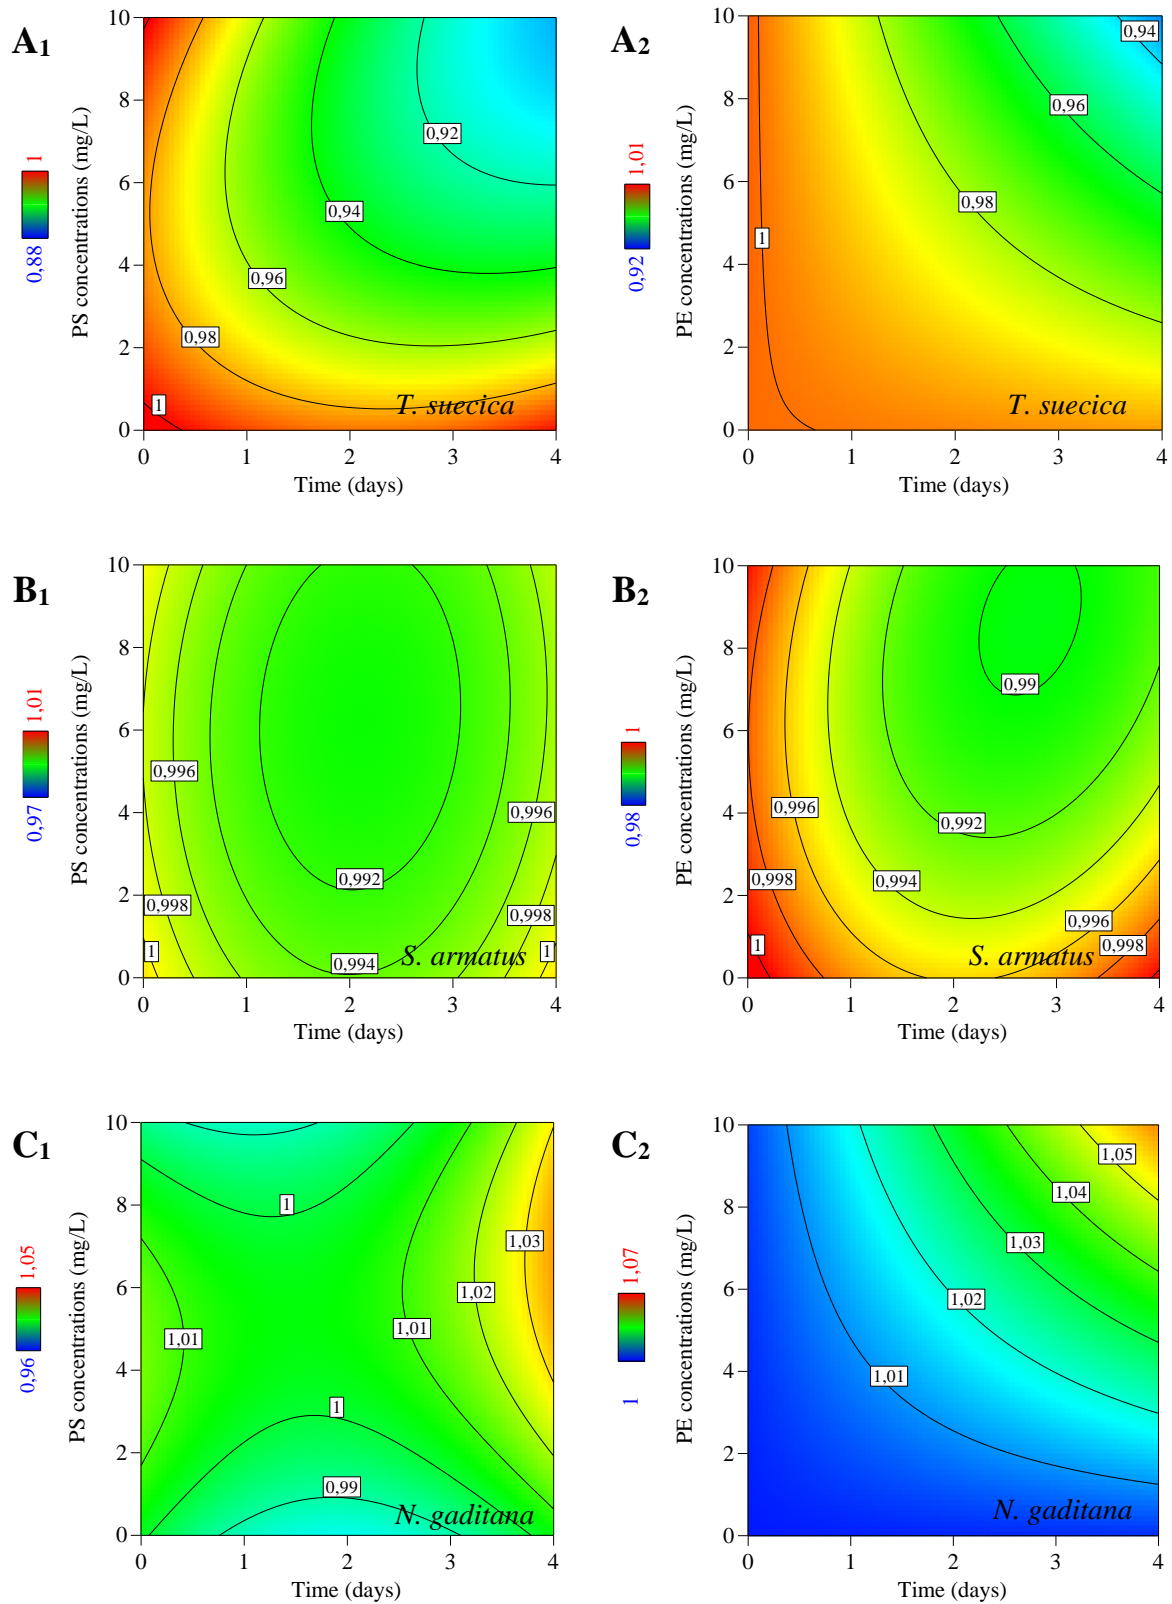 A1
PS concentrations (mg/L)
1
0,88
10
8
6
4
2
0
0,92
0,94
0,96
0,98
1
T. suecica
0 1 2 3 4
Time (days)
A2
PE concentrations (mg/L)
1,01
0,92
10
8
6
4
2
0
0,94
0,96
0,98
1
T. suecica
0 1 2 3 4
Time (days)
B1
PS concentrations (mg/L)
1,01
0,97
10
8
6
4
2
0
0,996
0,996
0,992
0,998
0,998
1
0,994
1
S. armatus
0 1 2 3 4
Time (days)
B2
PE concentrations (mg/L)
1
0,98
10
8
6
4
2
0
0,99
0,996
0,992
0,998
0,994
0,996
0,998
1
S. armatus
0 1 2 3 4
Time (days)
C1
PS concentrations (mg/L)
1,05
0,96
10
8
6
4
2
0
1
1,03
1,02
1,01
1,01
1
0,99
N. gaditana
0 1 2 3 4
Time (days)
C2
PE concentrations (mg/L)
1,07
1
10
8
6
4
2
0
1,05
1,04
1,03
1,02
1,01
N. gaditana
0 1 2 3 4
Time (days)